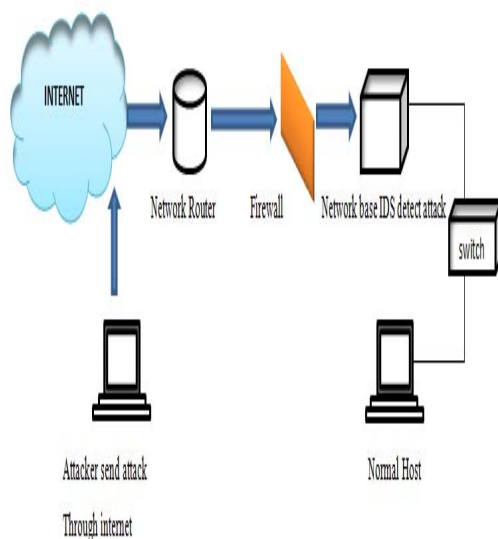 INTERNET
Network Router
Firewall
Network base IDS detect attack
switch
Attacker send attack
Through internet
Normal Host